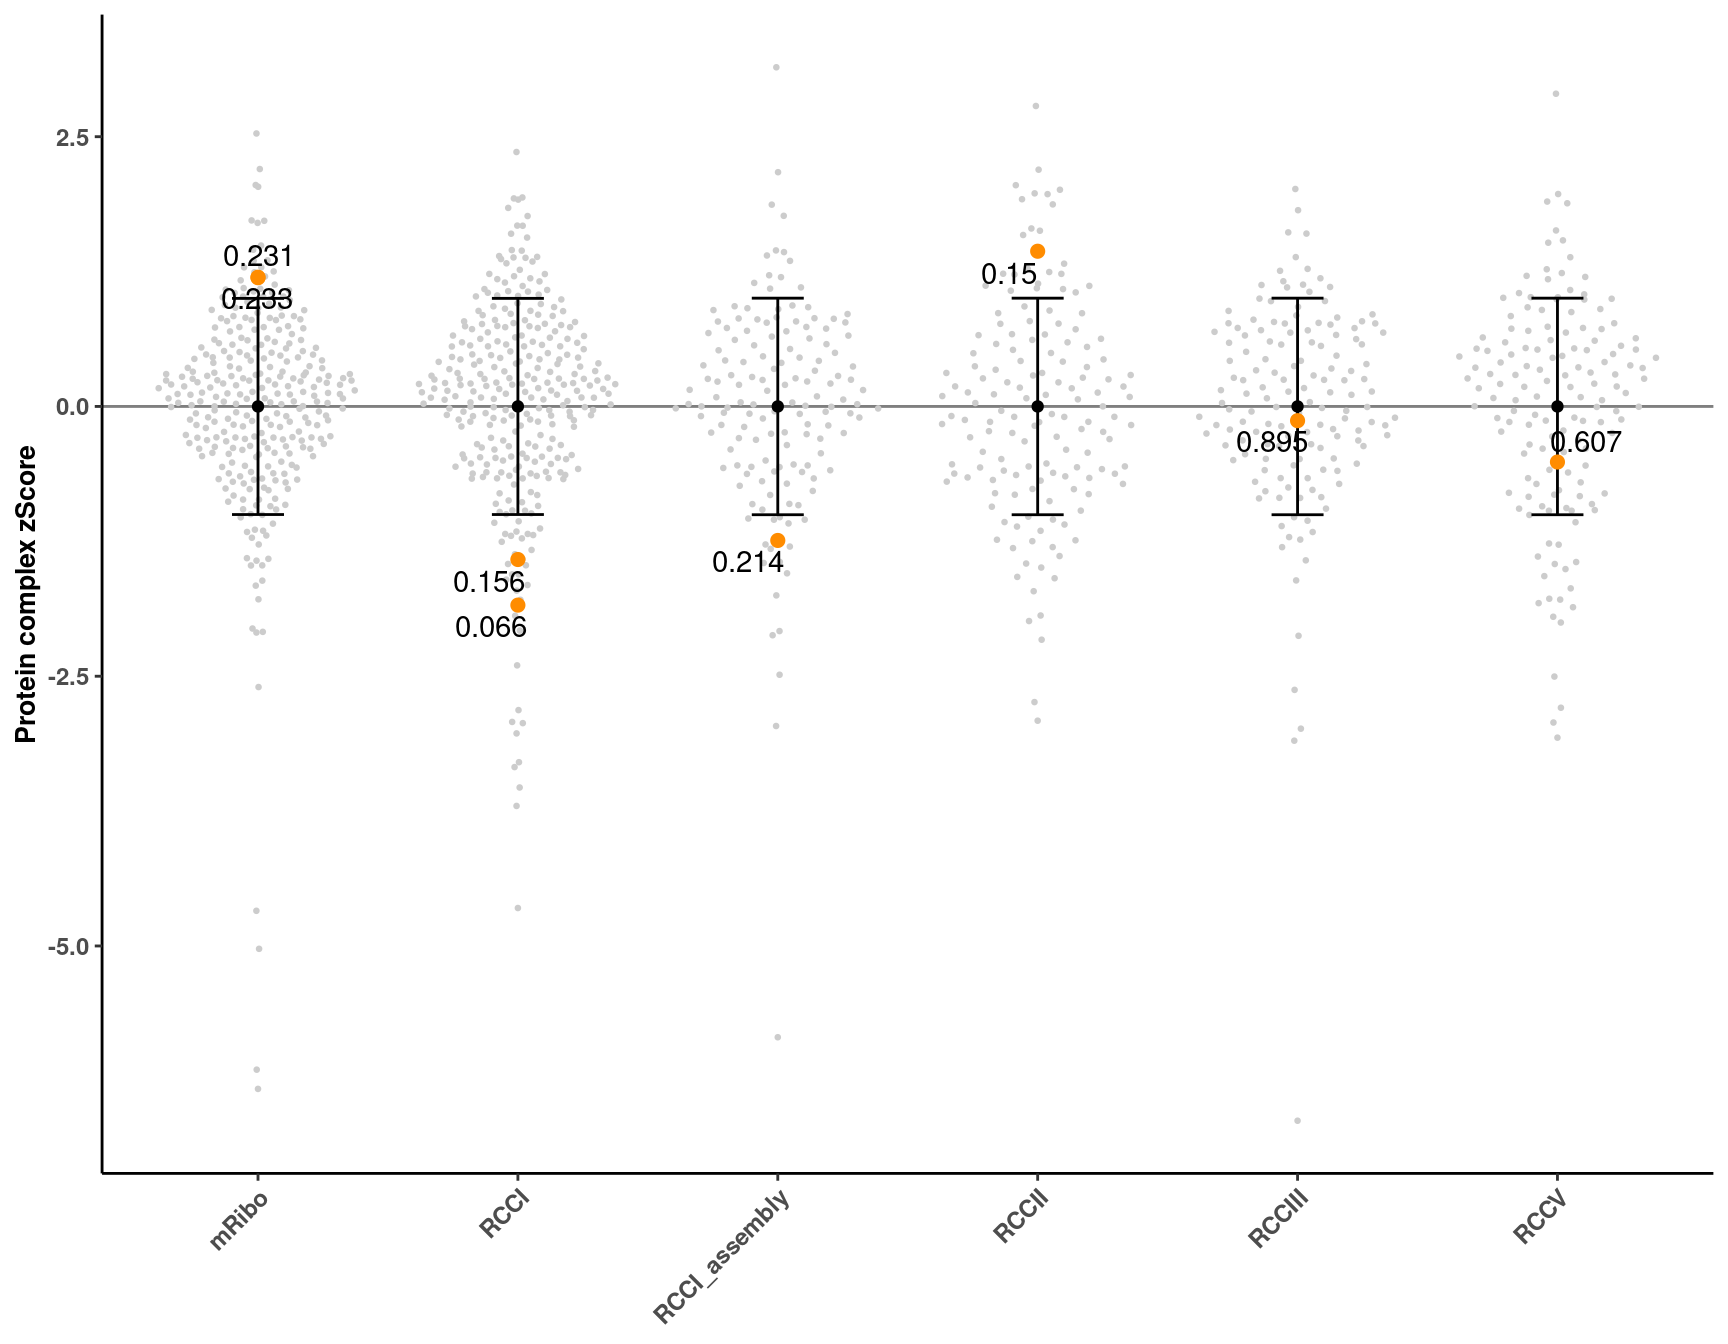 Protein complex zScore
2.5
0.0
-2.5
-5.0
0.231
0.233
0.156
0.066
0.214
0.15
0.895
0.607
mRibo
RCCI
RCCI_assembly
RCCII
RCCIII
RCCV